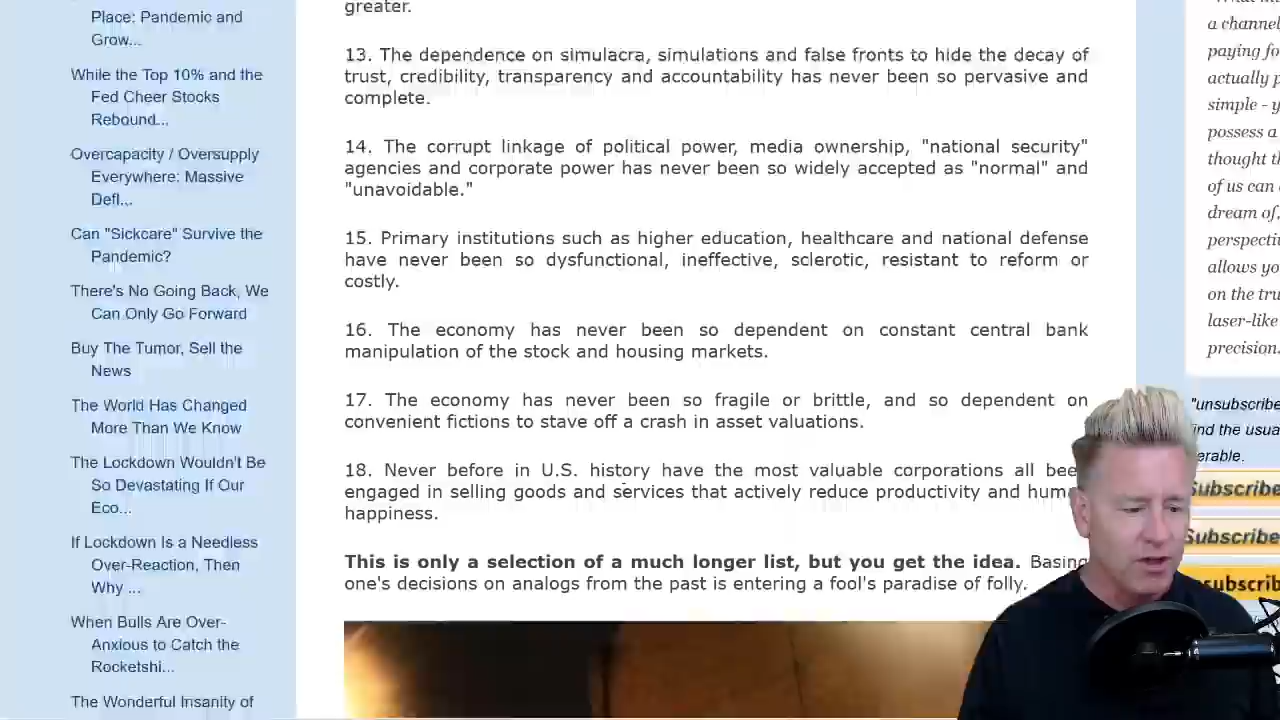 Place: Pandemic and
Grow...
While the Top 10% and the
Fed Cheer Stocks
Rebound...
Overcapacity / Oversupply
Everywhere: Massive
Defl...
Can "Sickcare" Survive the
Pandemic?
There's No Going Back, We
Can Only Go Forward
Buy The Tumor, Sell the
News
The World Has Changed
More Than We Know
The Lockdown Wouldn't Be
So Devastating If Our
Eco...
If Lockdown Is a Needless
Over-Reaction, Then
Why ...
When Bulls Are Over-
Anxious to Catch the
Rocketshi...
The Wonderful Insanity of
greater.
13. The dependence on simulacra, simulations and false fronts to hide the decay of
trust, credibility, transparency and accountability has never been so pervasive and
complete.
14. The corrupt linkage of political power, media ownership, "national security"
agencies and corporate power has never been so widely accepted as "normal" and
"unavoidable."
15. Primary institutions such as higher education, healthcare and national defense
have never been so dysfunctional, ineffective, sclerotic, resistant to reform or
costly.
16. The economy has never been so dependent on constant central bank
manipulation of the stock and housing markets.
17. The economy has never been so fragile or brittle, and so dependent on
convenient fictions to stave off a crash in asset valuations.
18. Never before in U.S. history have the most valuable corporations all bee
engaged in selling goods and services that actively reduce productivity and huma
happiness.
This is only a selection of a much longer list, but you get the idea. Basing
one's decisions on analogs from the past is entering a fool's paradise of folly.
a channel
paying fo
actually p
simple - y
possess a
thought th
of us can
dream of,
perspecti
allows yo
on the tru
laser-like
precision.
"unsubscribe
ind the usua
erable.
Subscribe
Subscribe
subscrib